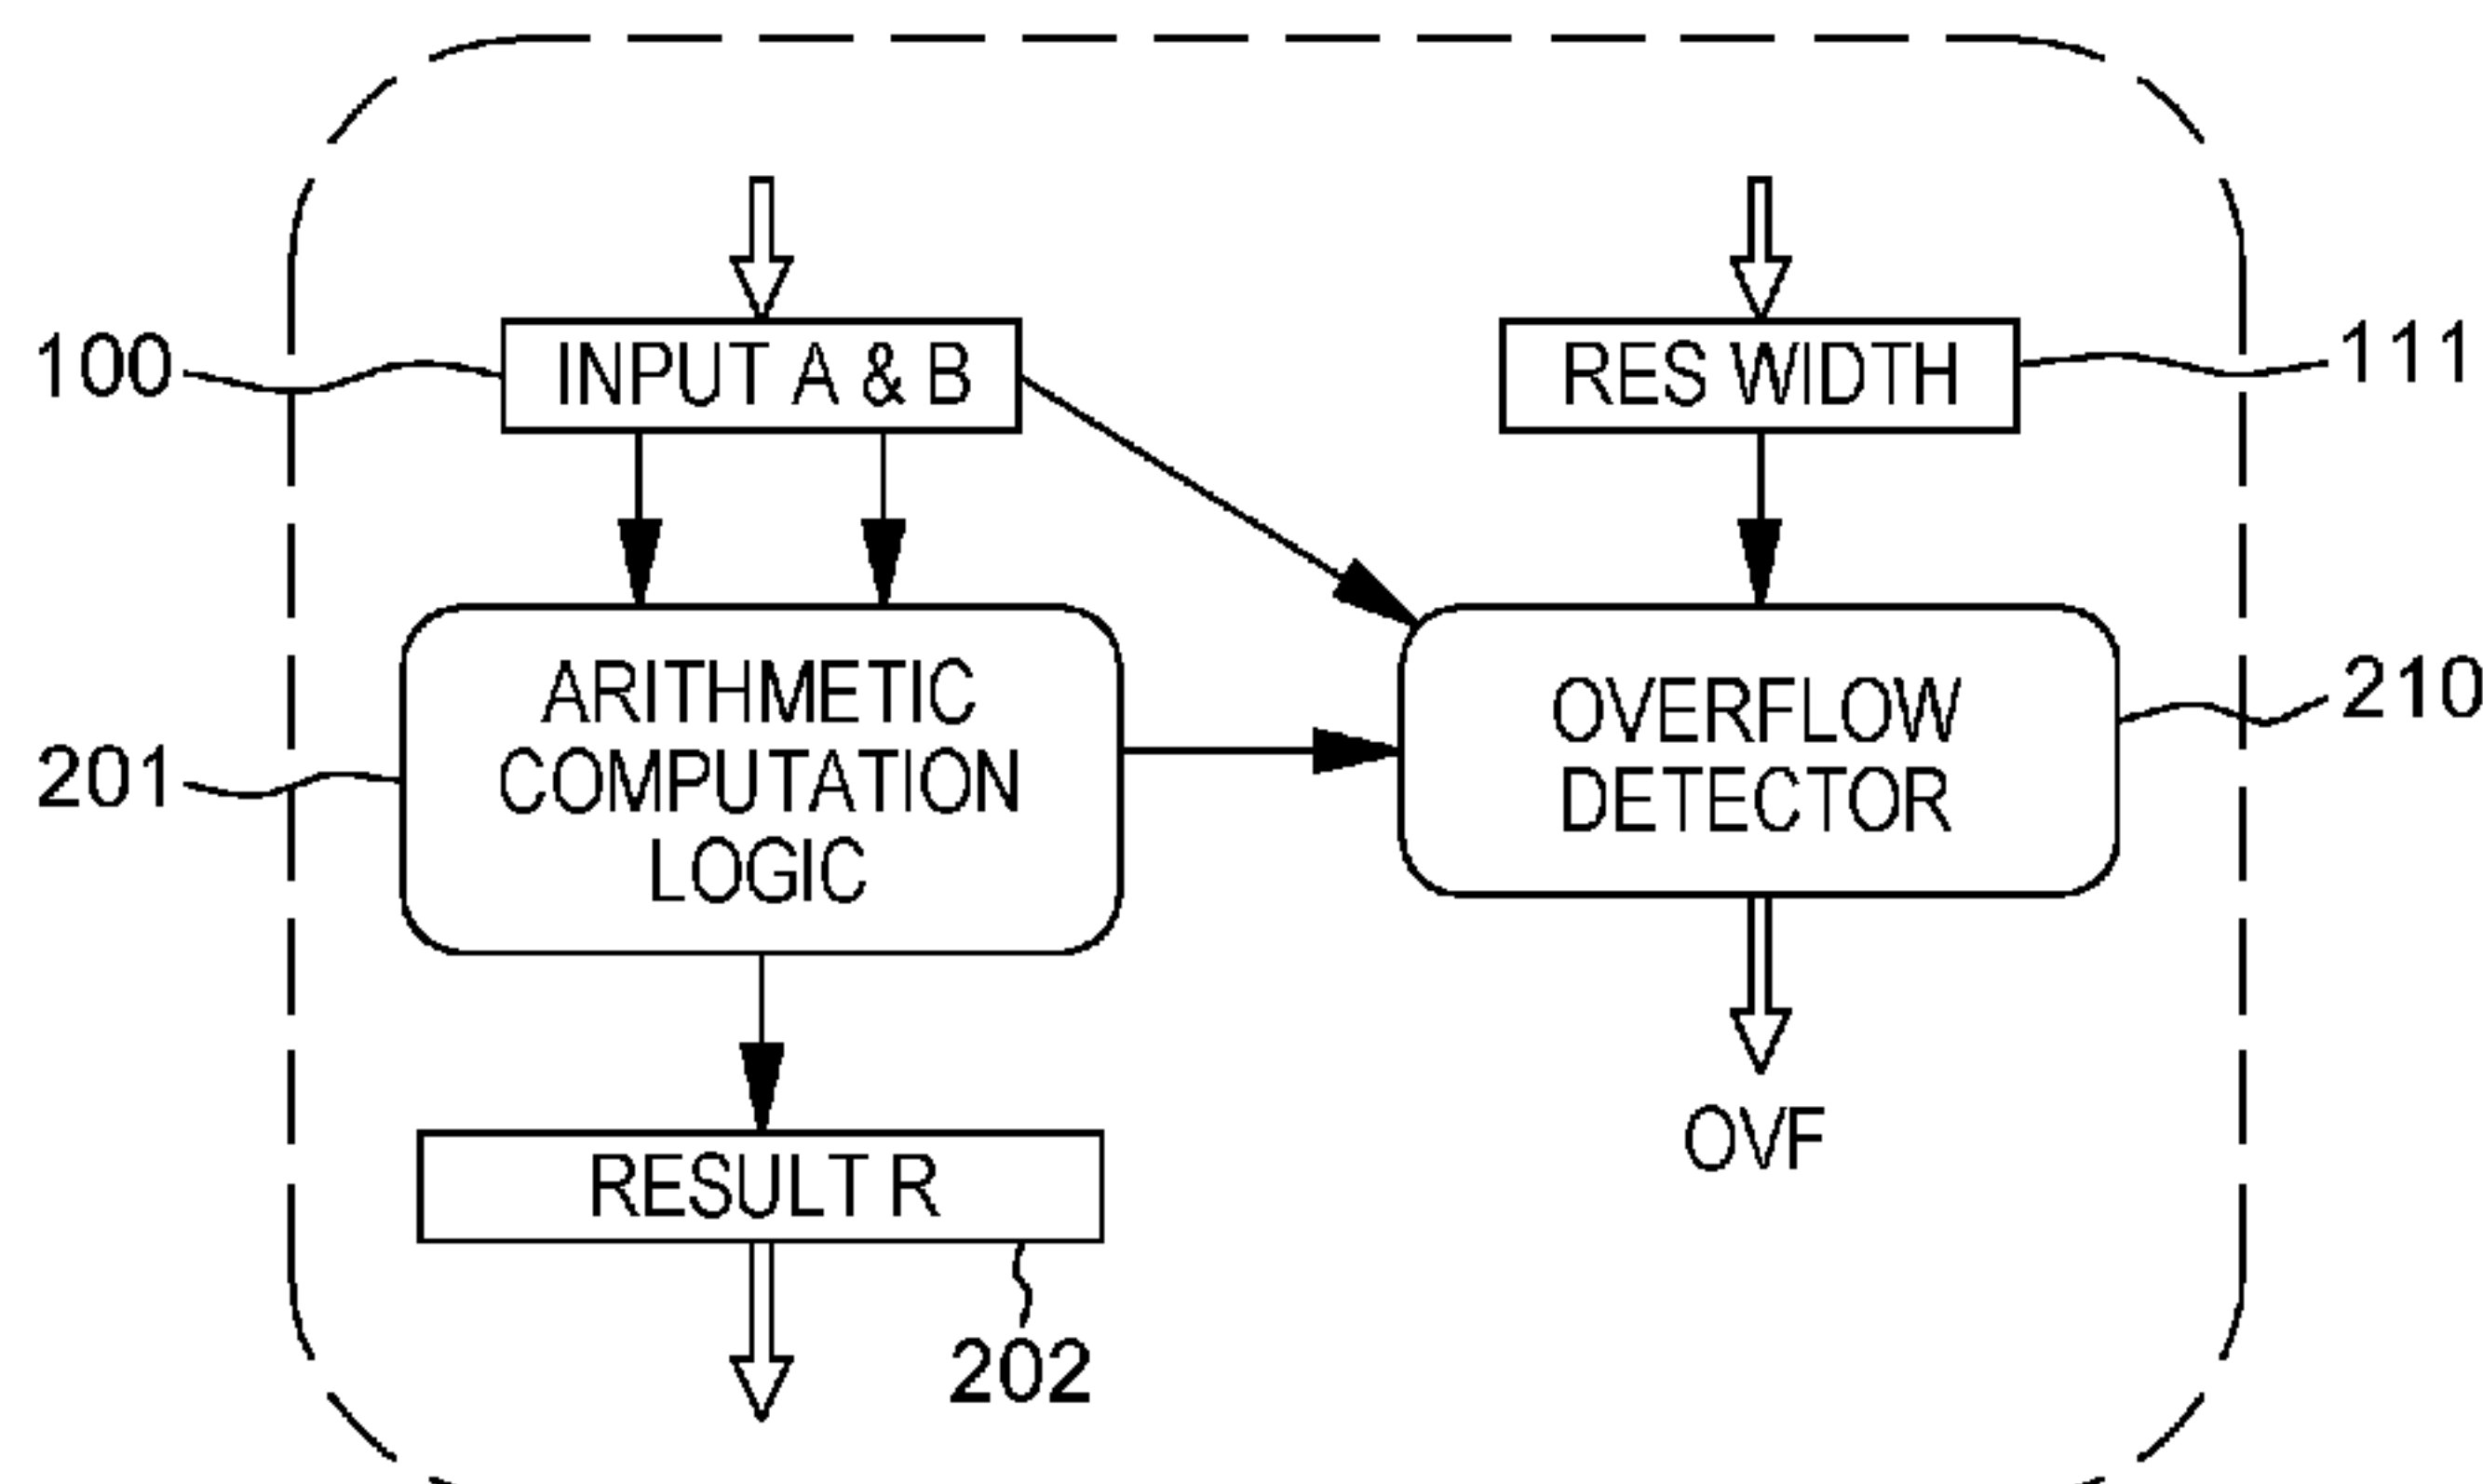 100
INPUT A & B
RES WIDTH
111
ARITHMETIC
COMPUTATION
LOGIC
201
OVERFLOW
DETECTOR
210
RESULT R
202
OVF